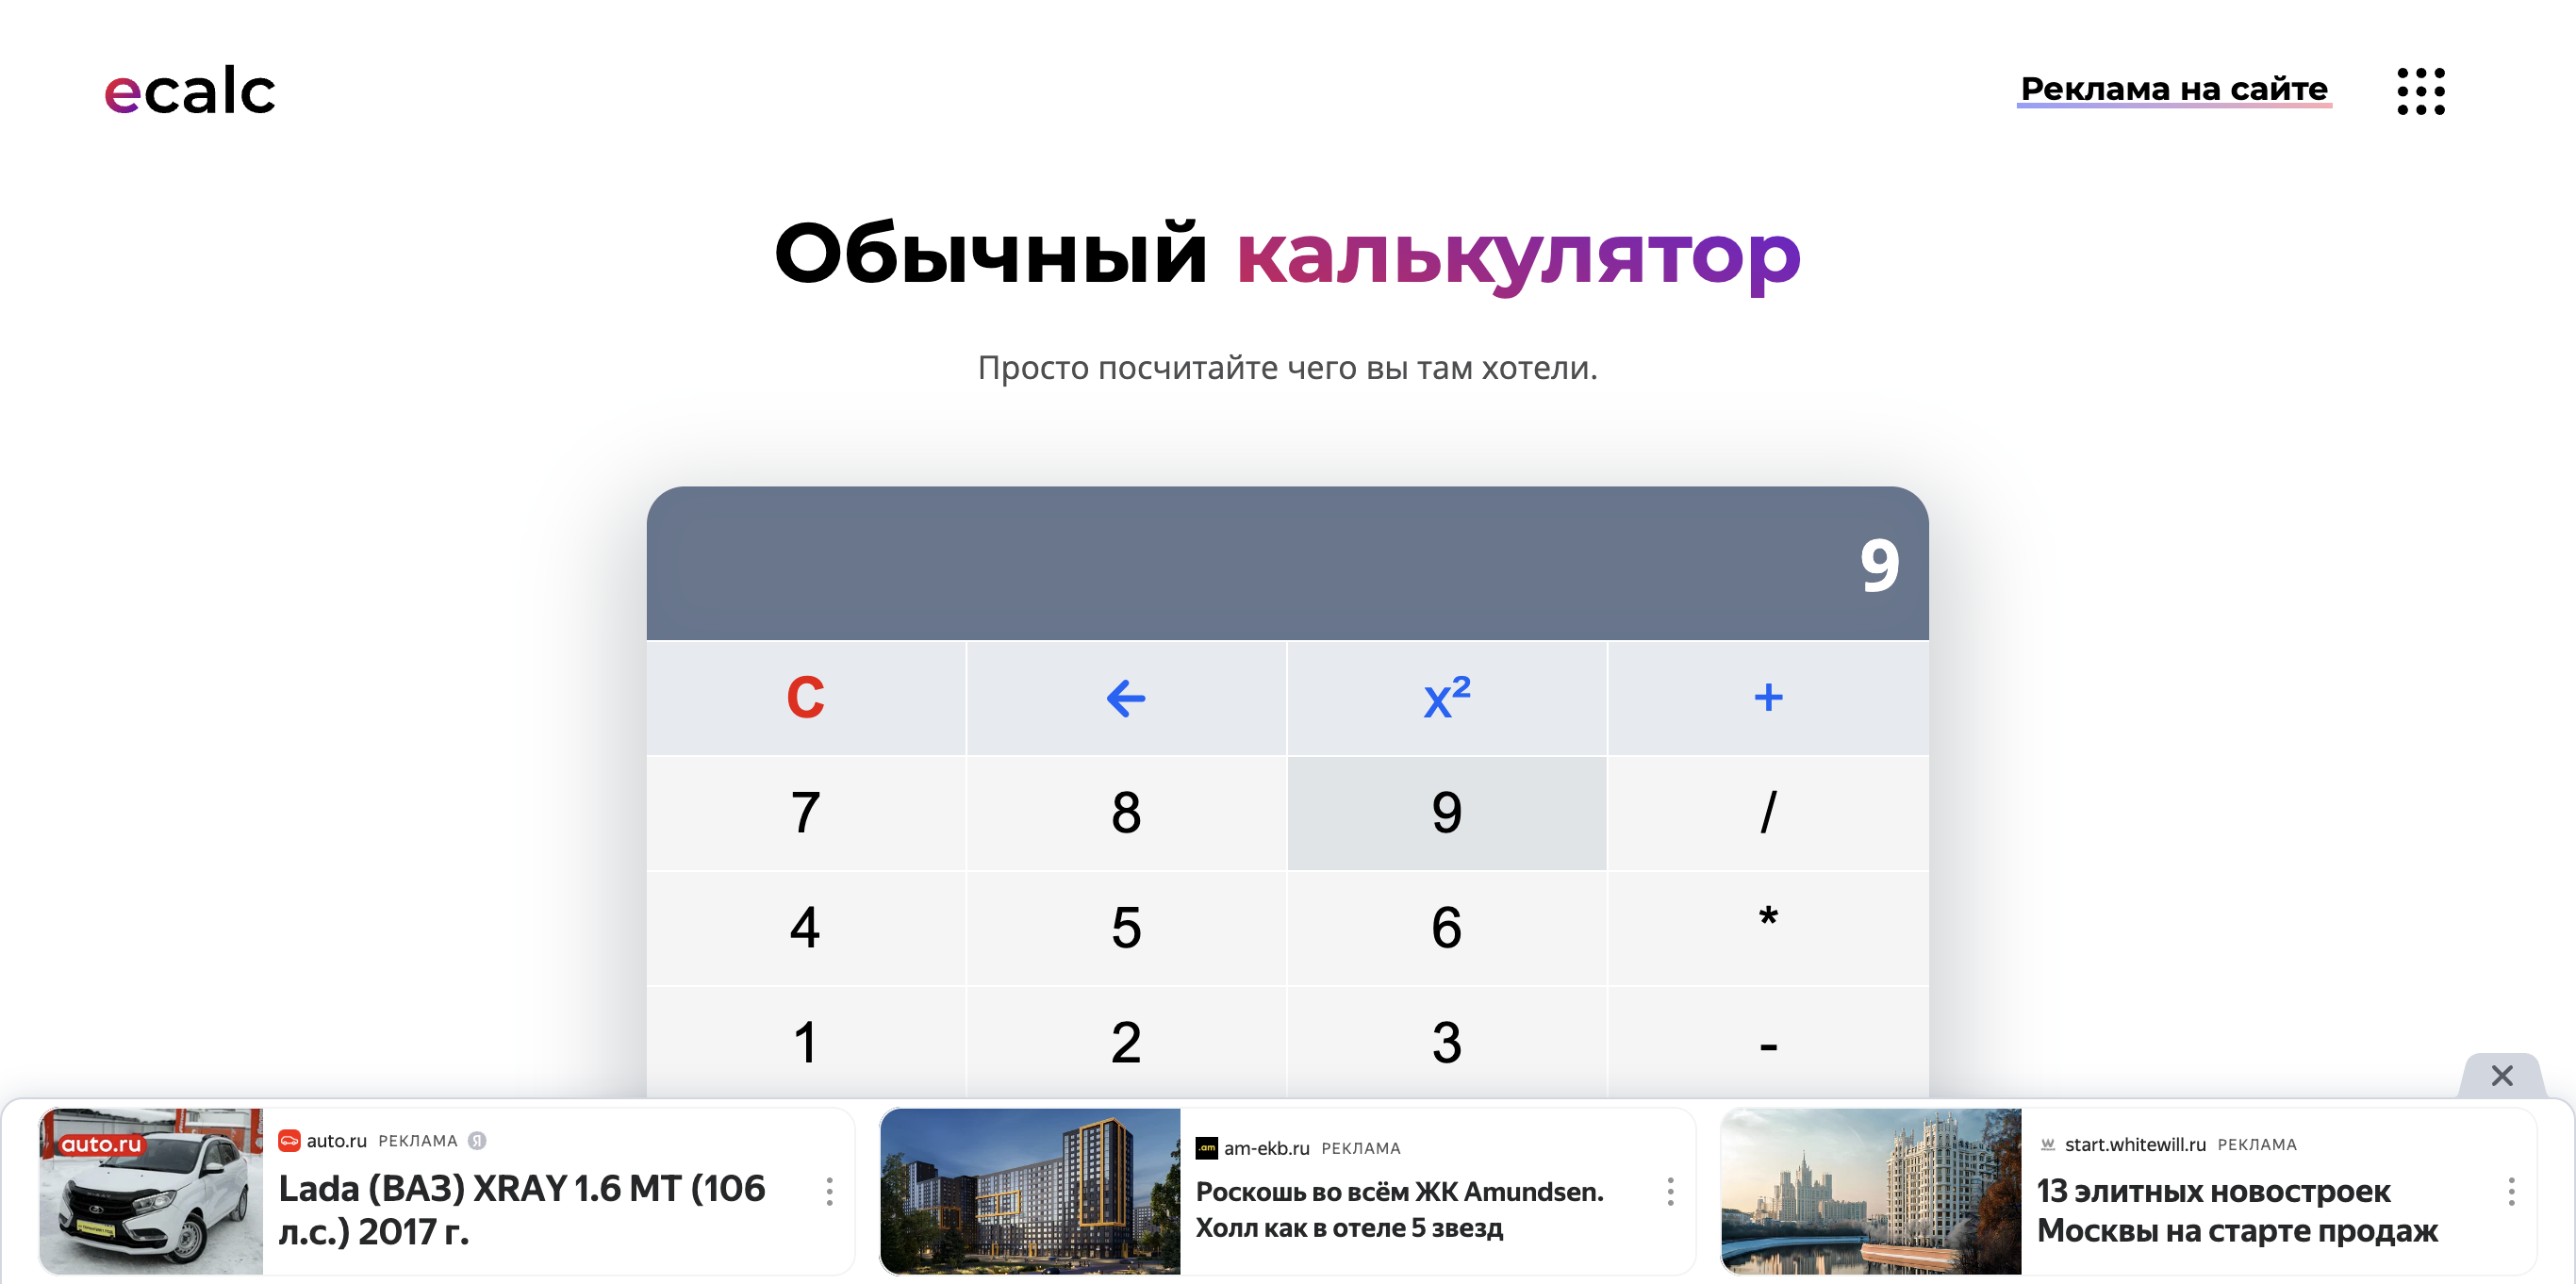 ecalc
Реклама на сайте
Обычный калькулятор
Просто посчитайте чего вы там хотели.
9
C ← x² +
7 8 9 /
4 5 6 *
1 2 3 -
auto.ru
auto.ru РЕКЛАМА Я
Lada (ВАЗ) XRAY 1.6 MT (106
л.с.) 2017 г.
.am am-ekb.ru РЕКЛАМА
Роскошь во всём ЖК Amundsen.
Холл как в отеле 5 звезд
W start.whitewill.ru РЕКЛАМА
13 элитных новостроек
Москвы на старте продаж